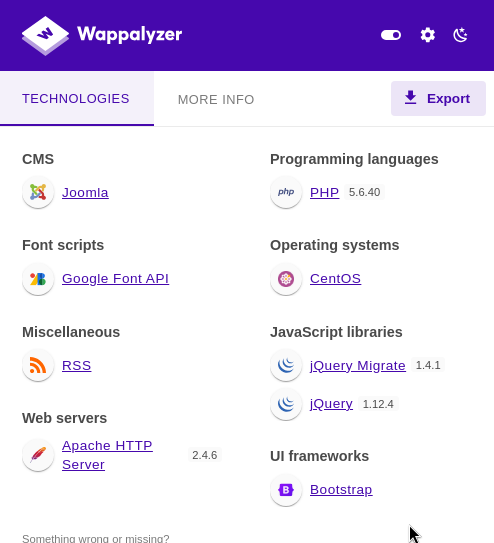 Wappalyzer
TECHNOLOGIES
MORE INFO
Export
CMS
Joomla
Font scripts
Google Font API
Miscellaneous
RSS
Web servers
Apache HTTP
Server
2.4.6
Programming languages
php
PHP
5.6.40
Operating systems
CentOS
JavaScript libraries
jQuery Migrate
1.4.1
jQuery
1.12.4
UI frameworks
B
Bootstrap
Something wrong or missing?